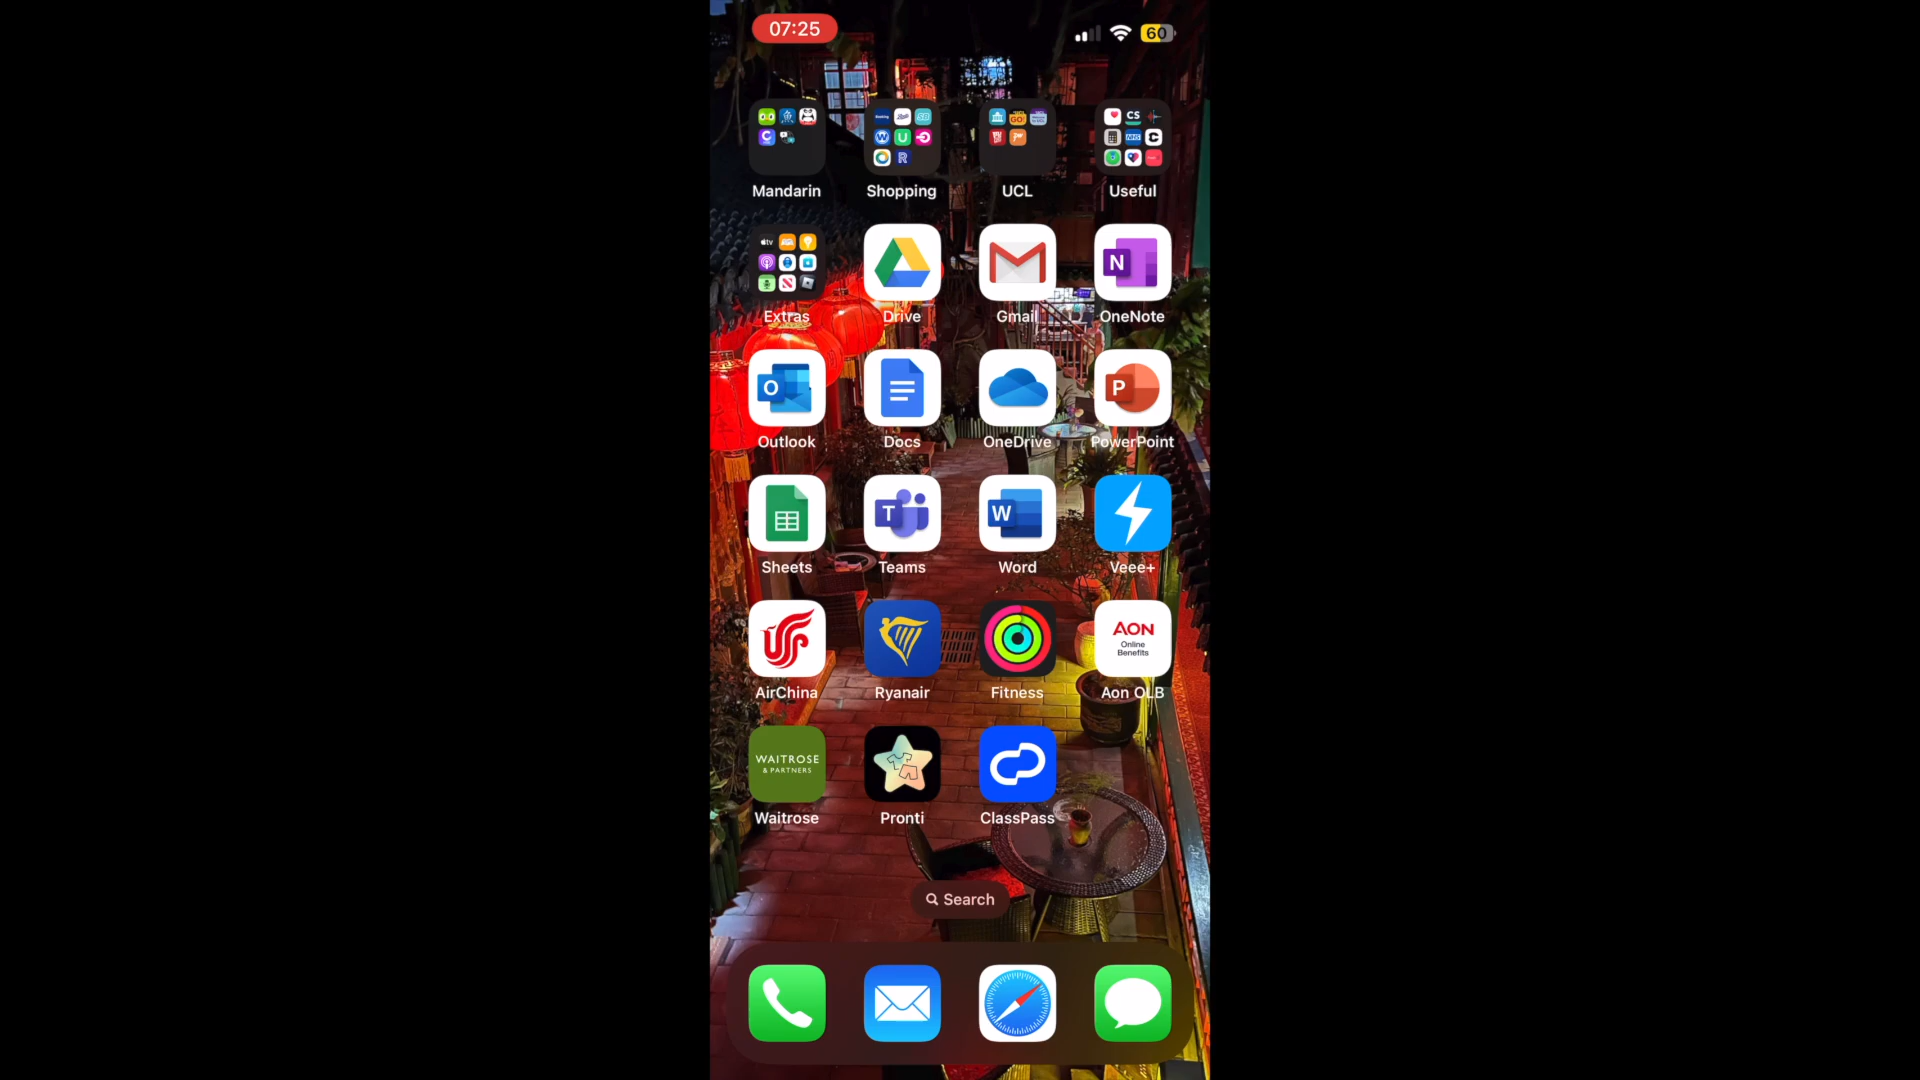 07:25
60
Mandarin Shopping UCL Useful
CS
Extras Drive Gmail OneNote
N
O
P
Outlook Docs OneDrive PowerPoint
T
W
Sheets Teams Word Veee+
AON
Online
Benefits
AirChina Ryanair Fitness Aon OLB
WAITROSE
& PARTNERS
Waitrose Pronti ClassPass
Search